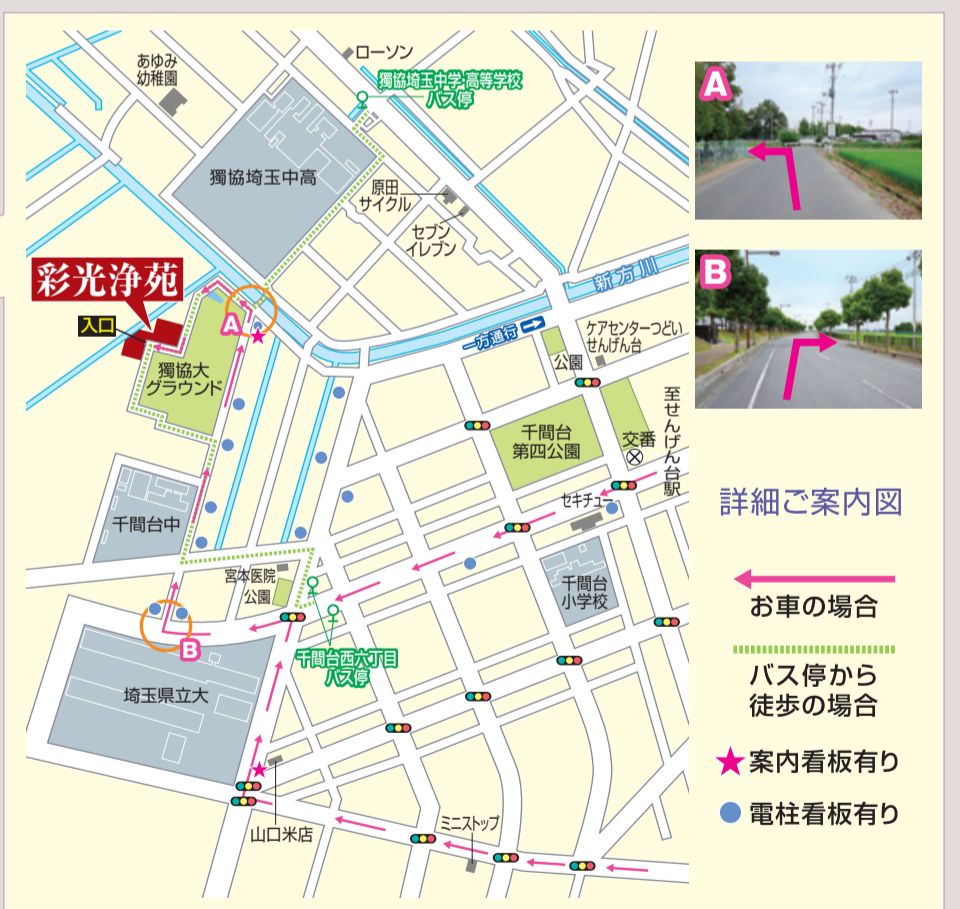 ローソン
あゆみ
幼稚園
獨協埼玉中学・高等学校
バス停
獨協埼玉中高
原田
サイクル
セブン
イレブン
新方川
彩光浄苑
入口
A
一方通行
ケアセンターつどい
せんげん台
公園
獨協大
グラウンド
至せんげん台駅
千間台
第四公園
交番
セキチュー
千間台中
宮本医院
公園
千間台
小学校
B
千間台西六丁目
バス停
埼玉県立大
山口米店
ミニストップ
A
B
詳細ご案内図
お車の場合
バス停から
徒歩の場合
案内看板有り
電柱看板有り